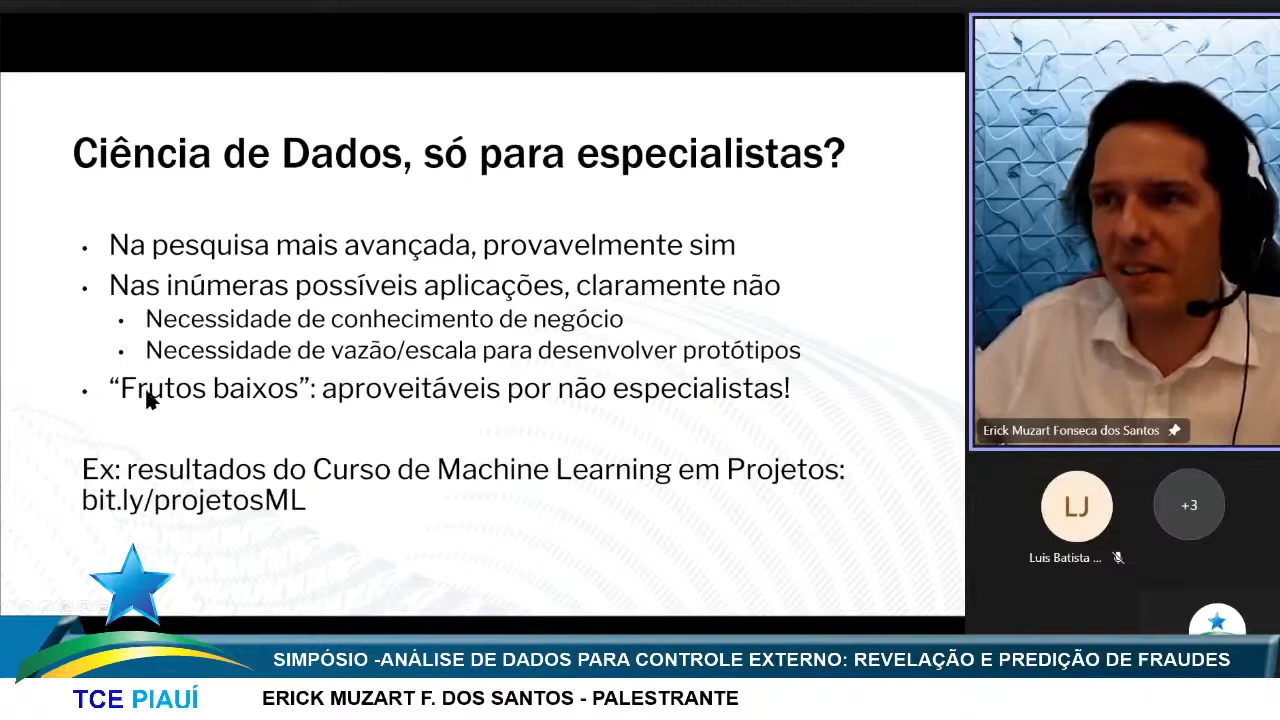 Ciência de Dados, só para especialistas?
• Na pesquisa mais avançada, provavelmente sim
• Nas inúmeras possíveis aplicações, claramente não
• Necessidade de conhecimento de negócio
• Necessidade de vazão/escala para desenvolver protótipos
• “Frutos baixos”: aproveitáveis por não especialistas!
Ex: resultados do Curso de Machine Learning em Projetos:
bit.ly/projetosML
Erick Muzart Fonseca dos Santos
LJ
+3
Luis Batista ...
SIMPÓSIO -ANÁLISE DE DADOS PARA CONTROLE EXTERNO: REVELAÇÃO E PREDIÇÃO DE FRAUDES
TCE PIAUÍ
ERICK MUZART F. DOS SANTOS - PALESTRANTE